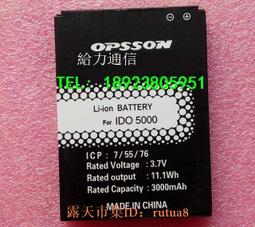 OPSSON
給力通信
TEL: 18923805951
Li-ion BATTERY
For IDO 5000
ICP : 7/55/76
Rated Voltage : 3.7V
Rated Power : 11.1Wh
Rated Capacity : 3000mAh
MADE IN CHINA
露天市集ID: rutua8